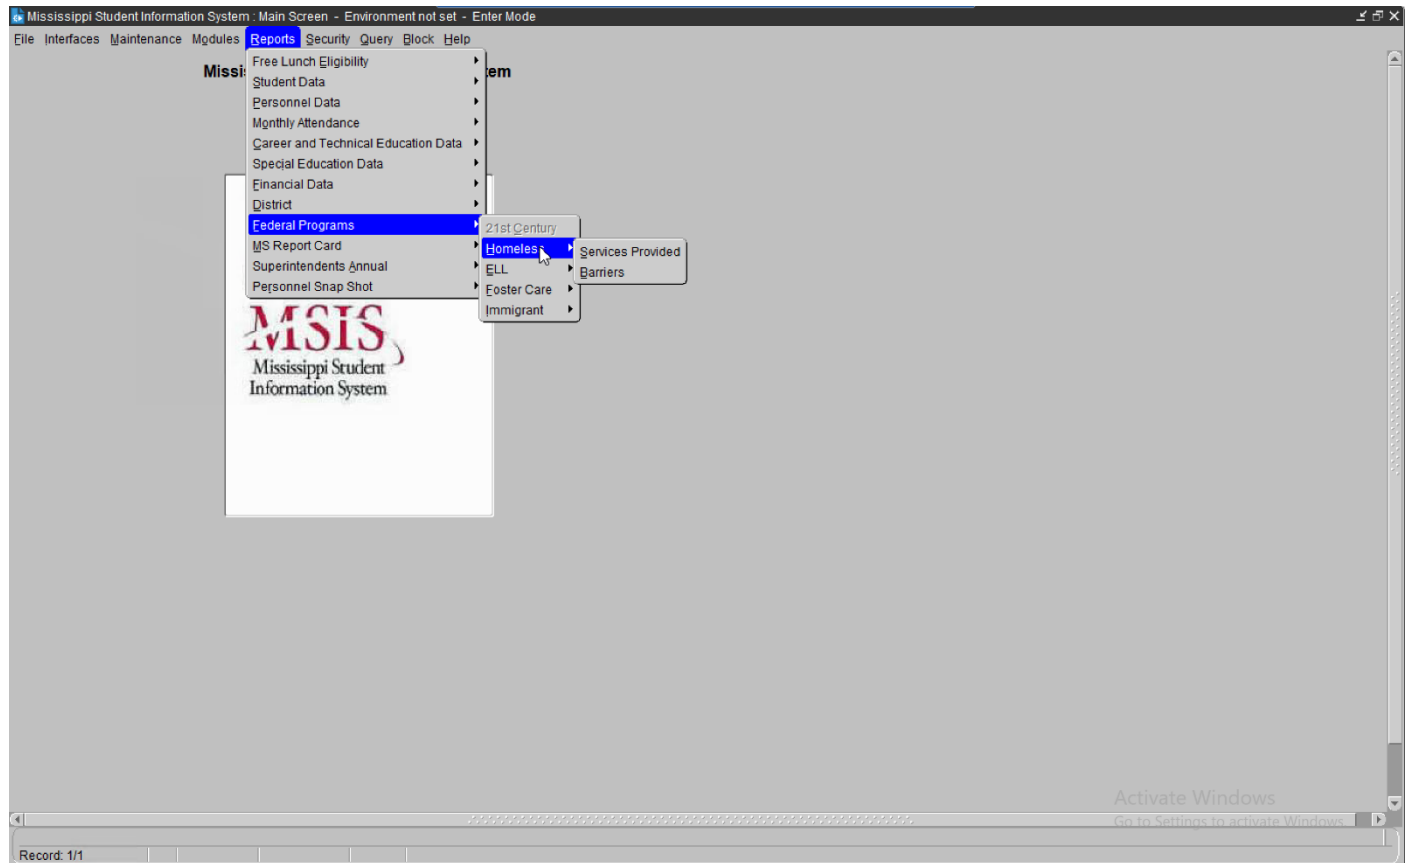 Mississippi Student Information System : Main Screen - Environment not set - Enter Mode
File Interfaces Maintenance Modules Reports Security Query Block Help
Missi
tem
Free Lunch Eligibility
Student Data
Personnel Data
Monthly Attendance
Career and Technical Education Data
Special Education Data
Financial Data
District
Federal Programs
MS Report Card
Superintendents Annual
Personnel Snap Shot
21st Century
Homeless
ELL
Foster Care
Immigrant
Services Provided
Barriers
MSIS
Mississippi Student
Information System
Activate Windows
Go to Settings to activate Windows.
Record: 1/1